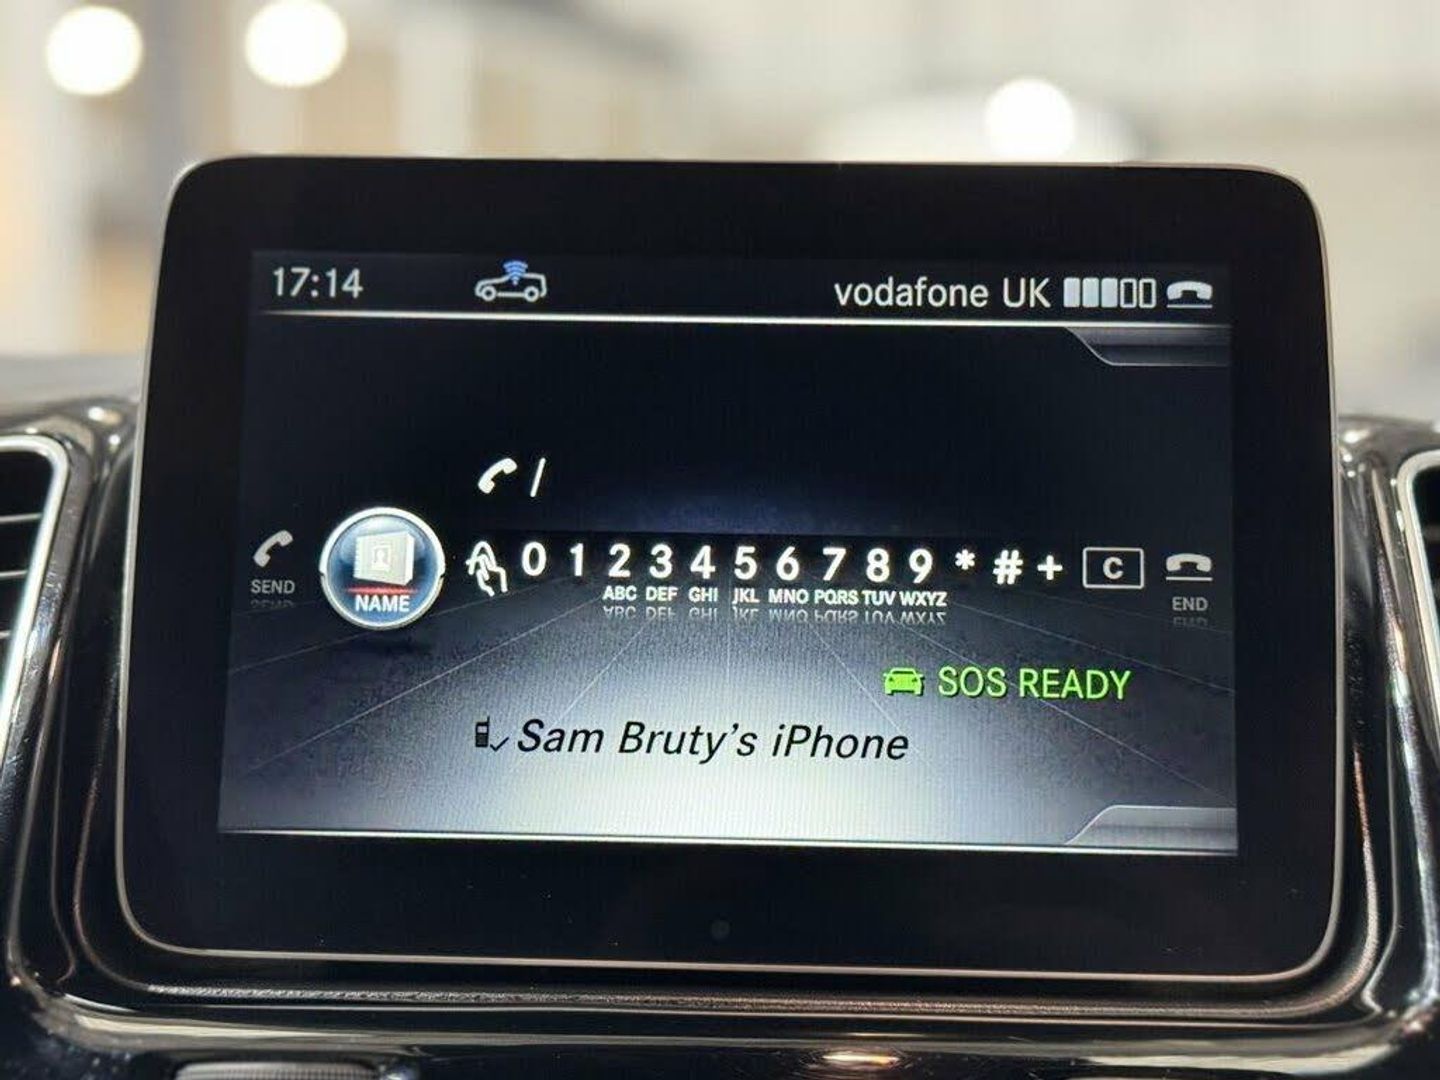 17:14
vodafone UK
/
SEND
NAME
0 1 2 3 4 5 6 7 8 9 * # + C
ABC DEF GHI JKL MNO PQRS TUV WXYZ
END
SOS READY
Sam Bruty's iPhone